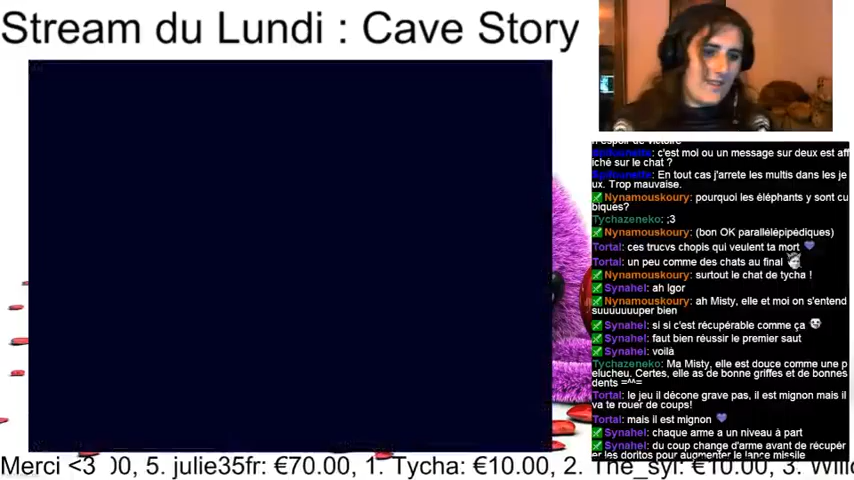 Stream du Lundi : Cave Story
n espoir de victoire
c'est moi ou un message sur deux est aff
iché sur le chat ?
En tout cas j'arrete les multis dans les je
ux. Trop mauvaise.
Nynamouskoury: pourquoi les éléphants y sont cu
biques?
Tychazeneko: ;3
Nynamouskoury: (bon OK parallélépipédiques)
Tortal: ces trucvs chopis qui veulent ta mort
Tortal: un peu comme des chats au final
Nynamouskoury: surtout le chat de tycha !
Synahel: ah Igor
Nynamouskoury: ah Misty, elle et moi on s'entend
suuuuuuuper bien
Synahel: si si c'est récupérable comme ça
Synahel: faut bien réussir le premier saut
Synahel: voilà
Tychazeneko: Ma Misty, elle est douce comme une p
elucheu. Certes, elle as de bonne griffes et de bonnes
dents =^^=
Tortal: le jeu il décone grave pas, il est mignon mais il
va te rouer de coups!
Tortal: mais il est mignon
Synahel: chaque arme a un niveau à part
Synahel: du coup change d'arme avant de récupér
er les doritos pour augmenter le lance missile
Merci <3 00, 5. julie35fr: €70.00, 1. Tycha: €10.00, 2. The_syl: €10.00, 3. Willo